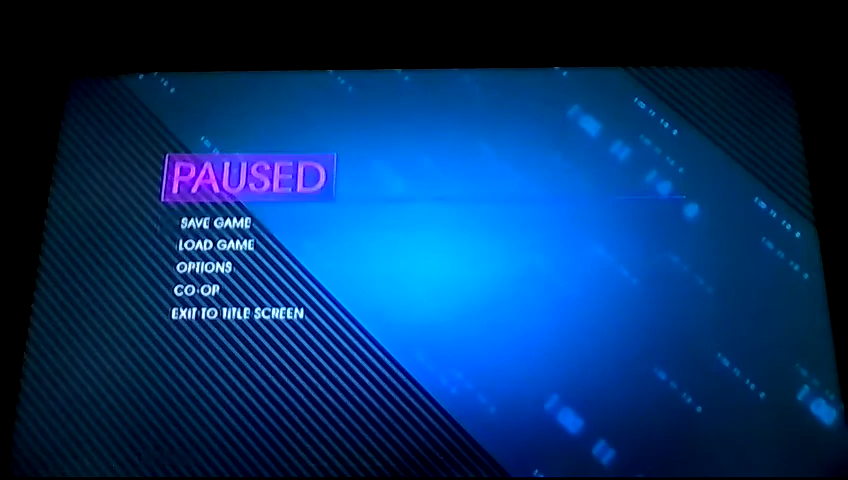 PAUSED
SAVE GAME
LOAD GAME
OPTIONS
CO-OP
EXIT TO TITLE SCREEN